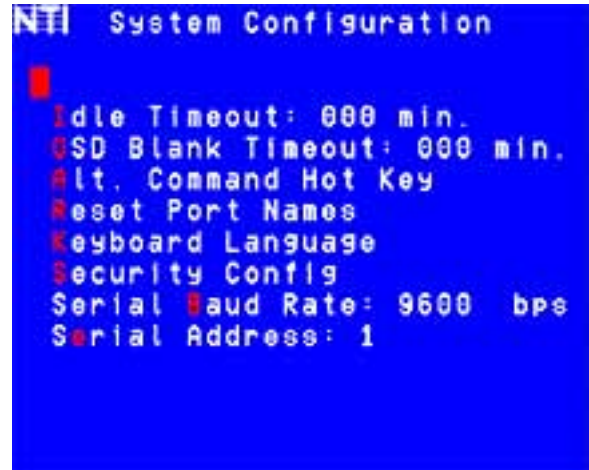 NTI System Configuration
Idle Timeout: 000 min.
OSD Blank Timeout: 000 min.
Alt. Command Hot Key
Reset Port Names
Keyboard Language
Security Config
Serial Baud Rate: 9600 bps
Serial Address: 1